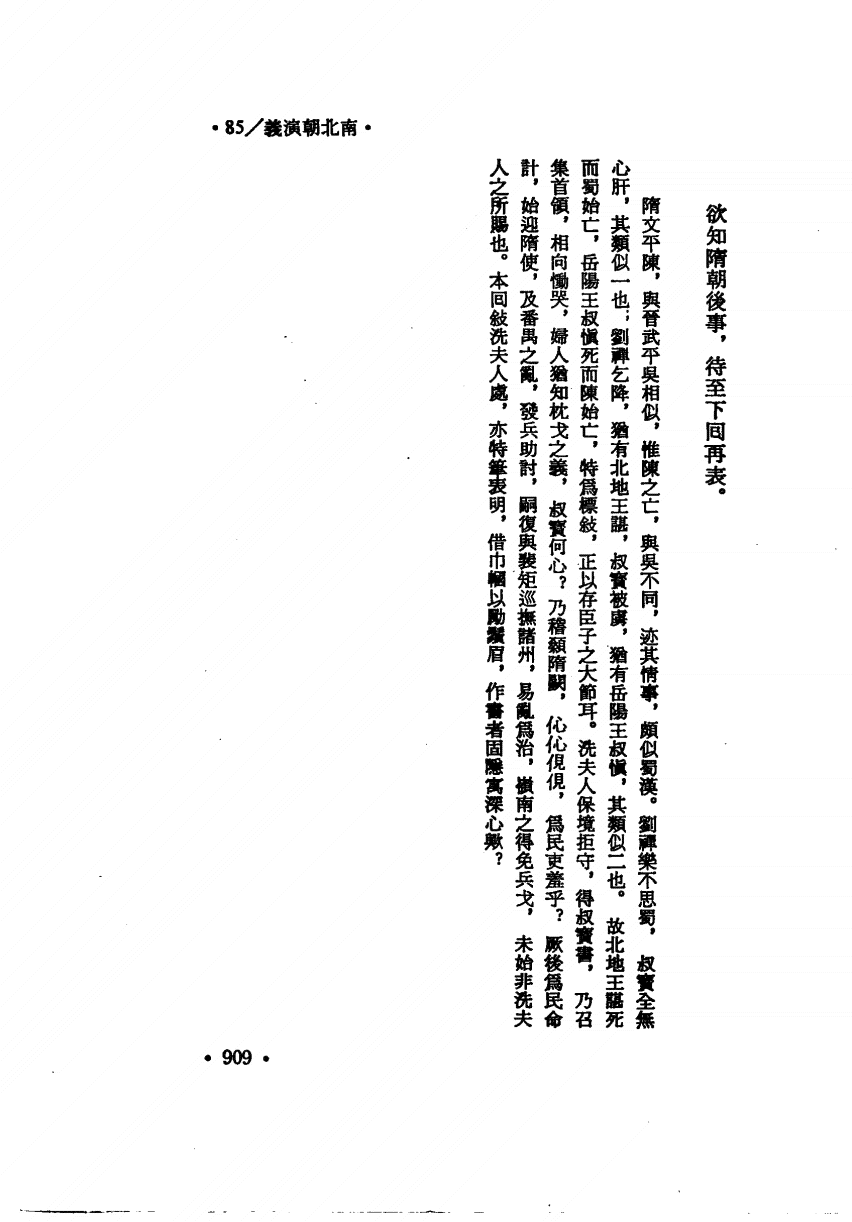 •85／義演朝北南•
欲知隋朝後事，待至下囘再表。
隋文平陳，與晉武平吳相似，惟陳之亡，與吳不同，迹其情事，頗似蜀漢。劉禪樂不思蜀，叔寶全無
心肝，其類似一也；劉禪乞降，猶有北地王諶，叔寶被虜，猶有岳陽王叔愼，其類似二也。故北地王諶死
而蜀始亡，岳陽王叔愼死而陳始亡，特爲標敍，正以存臣子之大節耳。洗夫人保境拒守，得叔寶書，乃召
集首領，相向慟哭，婦人猶知枕戈之義，叔寶何心？乃稽顙隋闕，伈伈俔俔，爲民吏羞乎？厥後爲民命
計，始迎隋使，及番禺之亂，發兵助討，嗣復與裴矩巡撫諸州，易亂爲治，嶺南之得免兵戈，未始非洗夫
人之所賜也。本囘敍洗夫人處，亦特筆表明，借巾幗以勵鬚眉，作書者固隱寓深心歟？
•909•